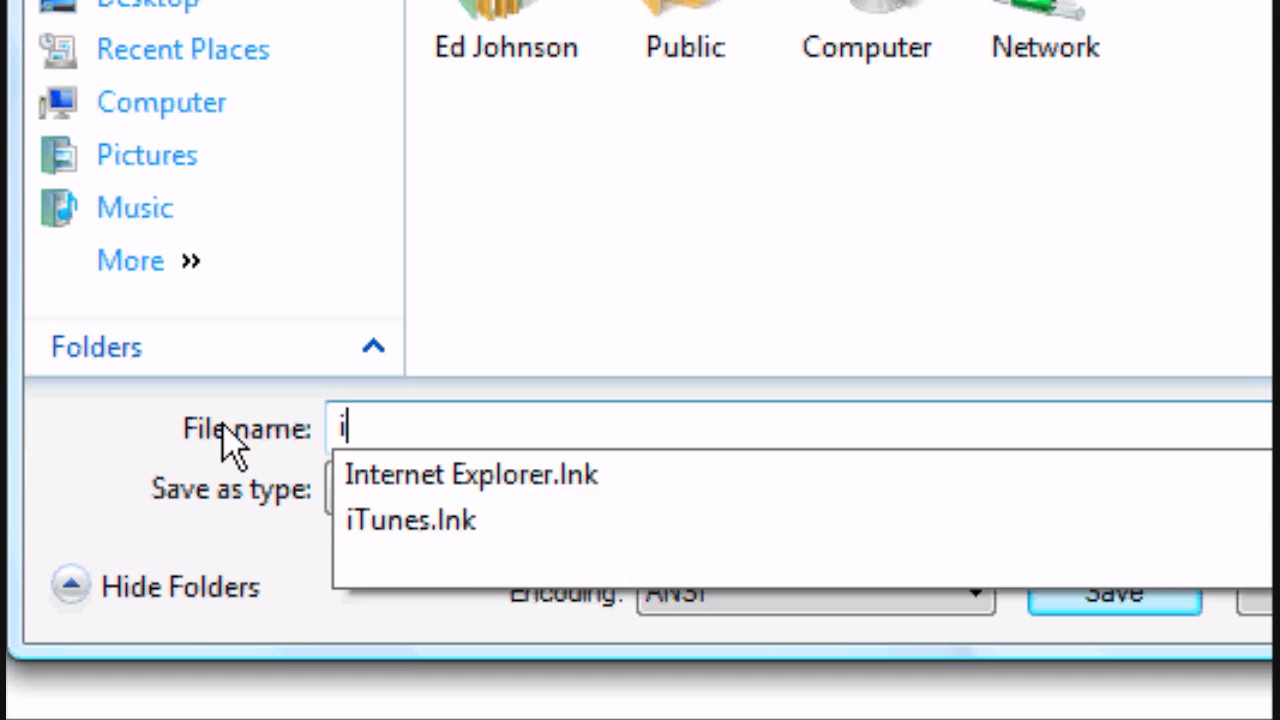 Desktop
Ed Johnson
Public
Computer
Network
Recent Places
Computer
Pictures
Music
More »
Folders
File name:
i
Save as type:
Internet Explorer.lnk
iTunes.lnk
Hide Folders
Encoding:
ANSI
Save